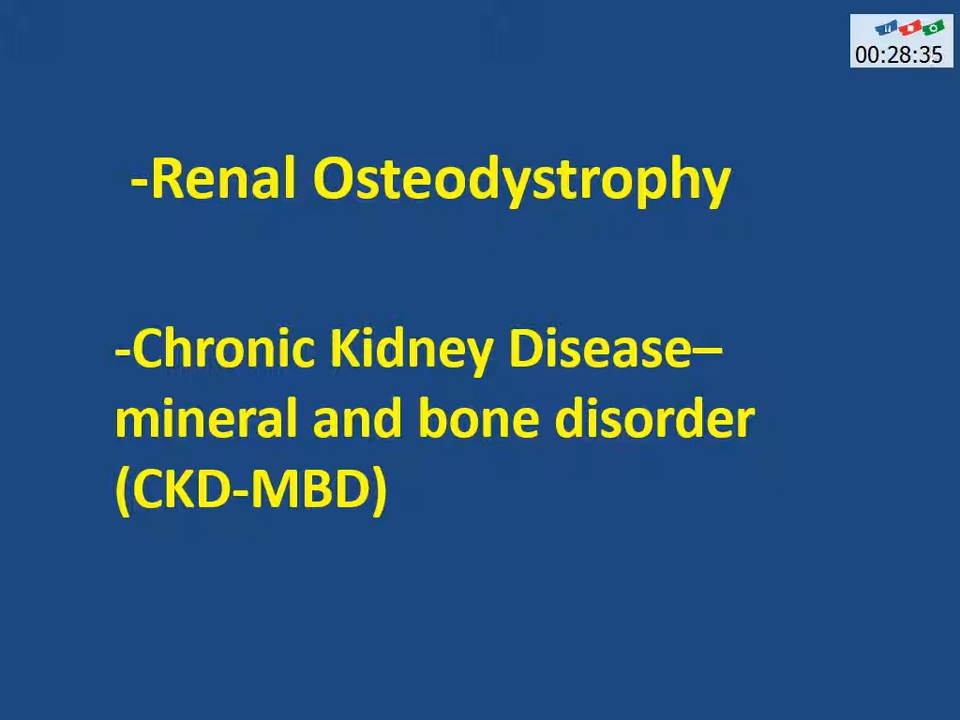 00:28:35
-Renal Osteodystrophy
-Chronic Kidney Disease–
mineral and bone disorder
(CKD-MBD)